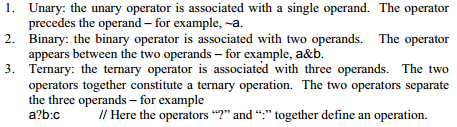 1. Unary: the unary operator is associated with a single operand. The operator
precedes the operand – for example, ~a.
2. Binary: the binary operator is associated with two operands. The operator
appears between the two operands – for example, a&b.
3. Ternary: the ternary operator is associated with three operands. The two
operators together constitute a ternary operation. The two operators separate
the three operands – for example
a?b:c // Here the operators “?” and “:” together define an operation.